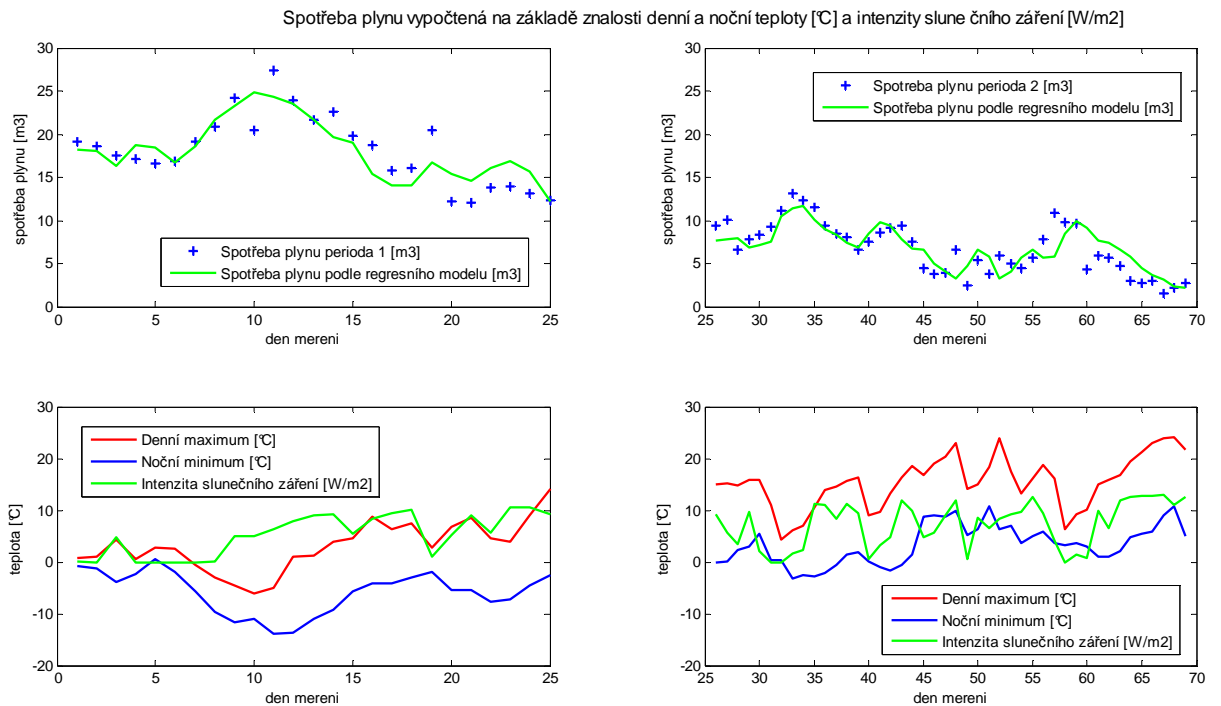 Spotřeba plynu vypočtená na základě znalosti denní a noční teploty [°C] a intenzity slune čního záření [W/m2]
30
25
20
15
10
5
0
spotřeba plynu [m3]
Spotřeba plynu perioda 1 [m3]
Spotřeba plynu podle regresního modelu [m3]
0 5 10 15 20 25
den mereni
30
25
20
15
10
5
0
spotřeba plynu [m3]
Spotreba plynu perioda 2 [m3]
Spotřeba plynu podle regresního modelu [m3]
25 30 35 40 45 50 55 60 65 70
den mereni
30
20
10
0
-10
-20
teplota [°C]
Denní maximum [°C]
Noční minimum [°C]
Intenzita slunečního záření [W/m2]
0 5 10 15 20 25
den mereni
30
20
10
0
-10
-20
teplota [°C]
Denní maximum [°C]
Noční minimum [°C]
Intenzita slunečního záření [W/m2]
25 30 35 40 45 50 55 60 65 70
den mereni